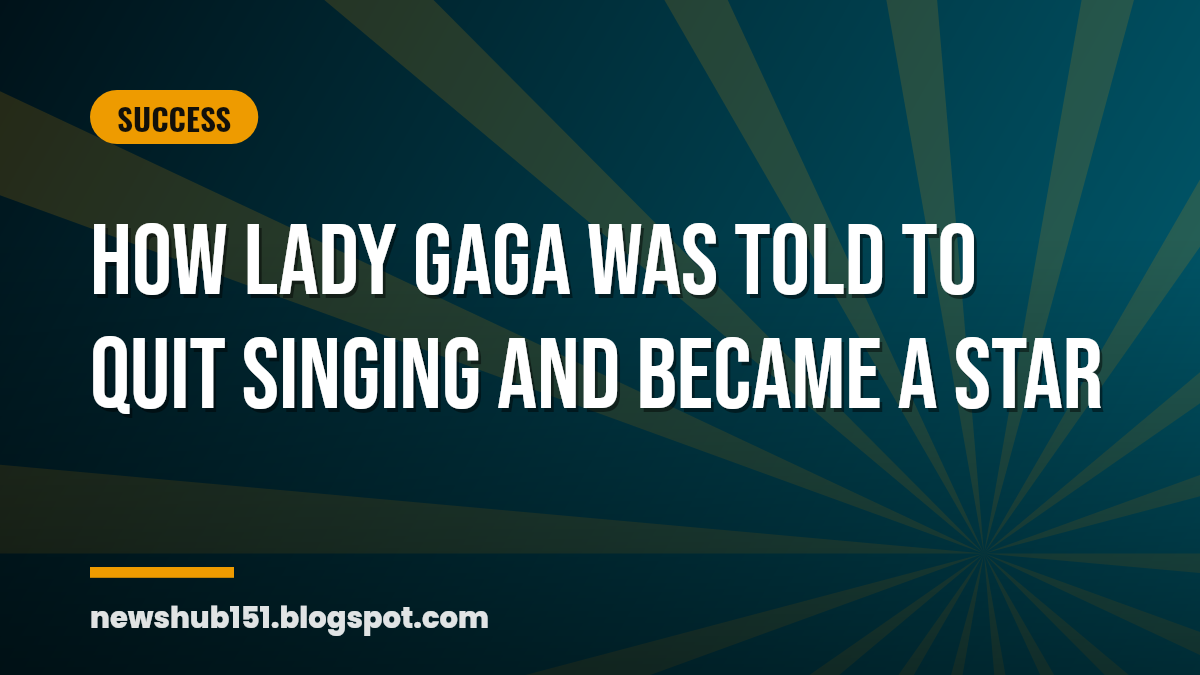 SUCCESS
HOW LADY GAGA WAS TOLD TO
QUIT SINGING AND BECAME A STAR
newshub151.blogspot.com